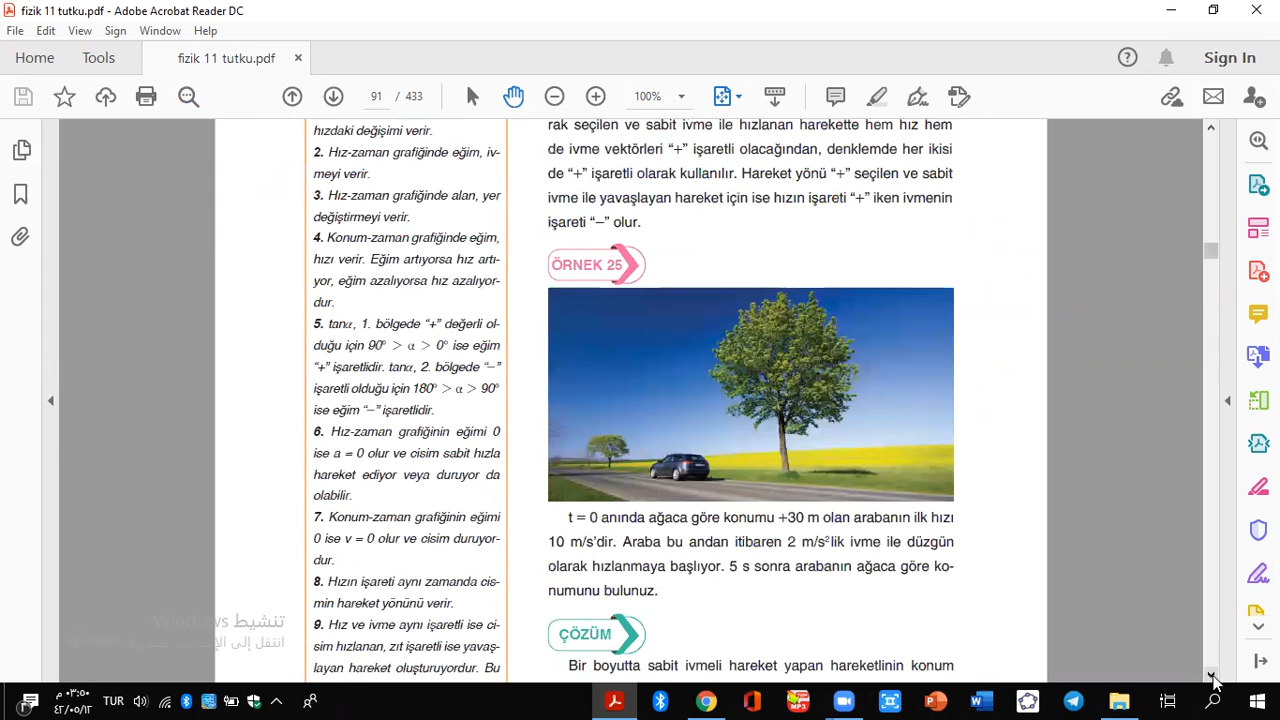 fizik 11 tutku.pdf - Adobe Acrobat Reader DC
File Edit View Sign Window Help
Home Tools fizik 11 tutku.pdf × Sign In
91 / 433 100%
hızdaki değişimi verir.
2. Hız-zaman grafiğinde eğim, iv-
meyi verir.
3. Hız-zaman grafiğinde alan, yer
değiştirmeyi verir.
4. Konum-zaman grafiğinde eğim,
hızı verir. Eğim artıyorsa hız artı-
yor, eğim azalıyorsa hız azalıyor-
dur.
5. tanα, 1. bölgede “+” değerli ol-
duğu için 90° > α > 0° ise eğim
“+” işaretlidir. tanα, 2. bölgede “–”
işaretli olduğu için 180° > α > 90°
ise eğim “–” işaretlidir.
6. Hız-zaman grafiğinin eğimi 0
ise a = 0 olur ve cisim sabit hızla
hareket ediyor veya duruyor da
olabilir.
7. Konum-zaman grafiğinin eğimi
0 ise v = 0 olur ve cisim duruyor-
dur.
8. Hızın işareti aynı zamanda cis-
min hareket yönünü verir.
9. Hız ve ivme aynı işaretli ise ci-
sim hızlanan, zıt işaretli ise yavaş-
layan hareket oluşturuyordur. Bu
rak seçilen ve sabit ivme ile hızlanan harekette hem hız hem
de ivme vektörleri “+” işaretli olacağından, denklemde her ikisi
de “+” işaretli olarak kullanılır. Hareket yönü “+” seçilen ve sabit
ivme ile yavaşlayan hareket için ise hızın işareti “+” iken ivmenin
işareti “–” olur.
ÖRNEK 25
t = 0 anında ağaca göre konumu +30 m olan arabanın ilk hızı
10 m/s’dir. Araba bu andan itibaren 2 m/s²lik ivme ile düzgün
olarak hızlanmaya başlıyor. 5 s sonra arabanın ağaca göre ko-
numunu bulunuz.
ÇÖZÜM
Bir boyutta sabit ivmeli hareket yapan hareketlinin konum
تنشيط Windows
انتقل إلى
TUR